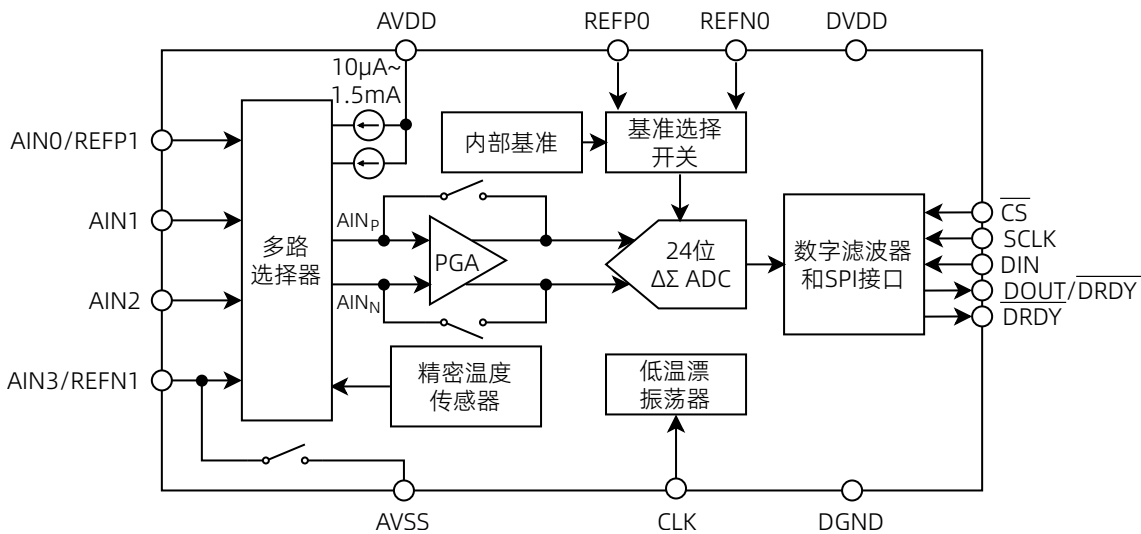 AVDD
REFP0
REFN0
DVDD
10μA~
1.5mA
AIN0/REFP1
内部基准
基准选择
开关
AIN1
AIN2
AIN3/REFN1
多路
选择器
AINP
AINN
PGA
24位
ΔΣ ADC
数字滤波器
和SPI接口
CS
SCLK
DIN
DOUT/DRDY
DRDY
精密温度
传感器
低温漂
振荡器
AVSS
CLK
DGND